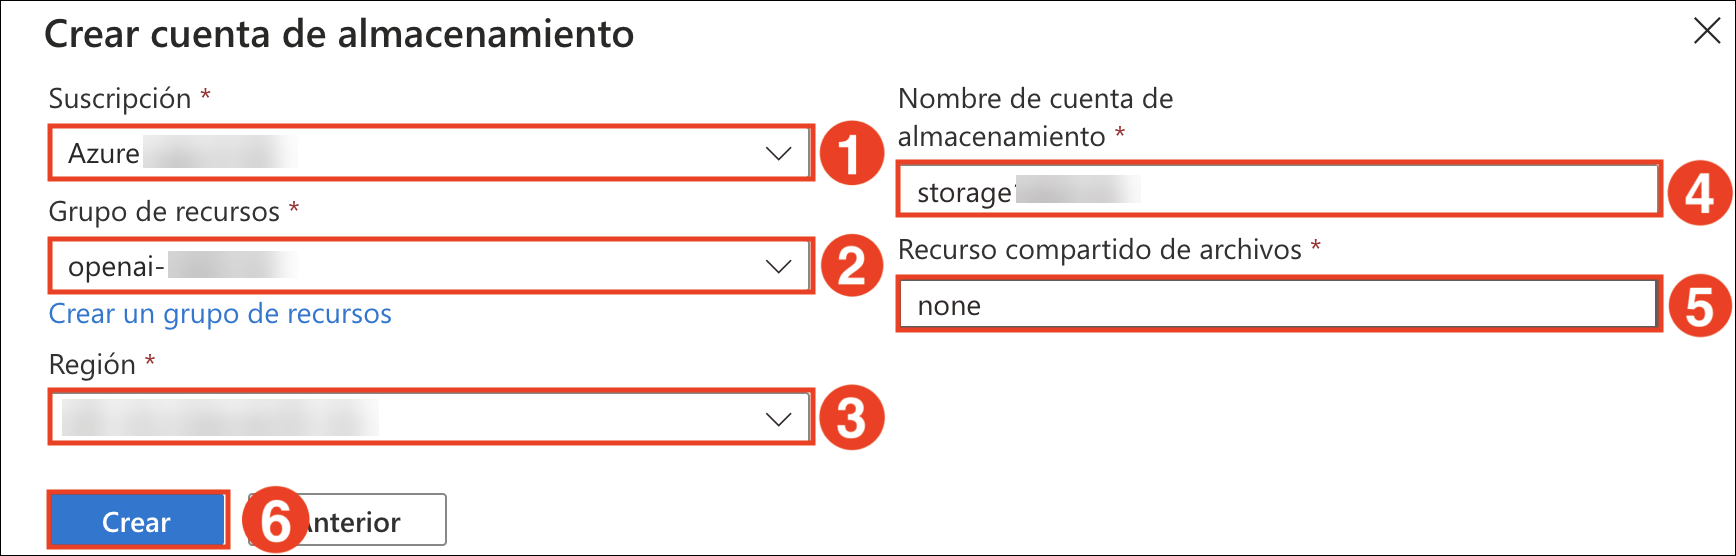 Crear cuenta de almacenamiento
Suscripción *
Azure
1
Grupo de recursos *
openai-
2
Crear un grupo de recursos
Región *
3
Nombre de cuenta de
almacenamiento *
storage
4
Recurso compartido de archivos *
none
5
Crear
6
Anterior